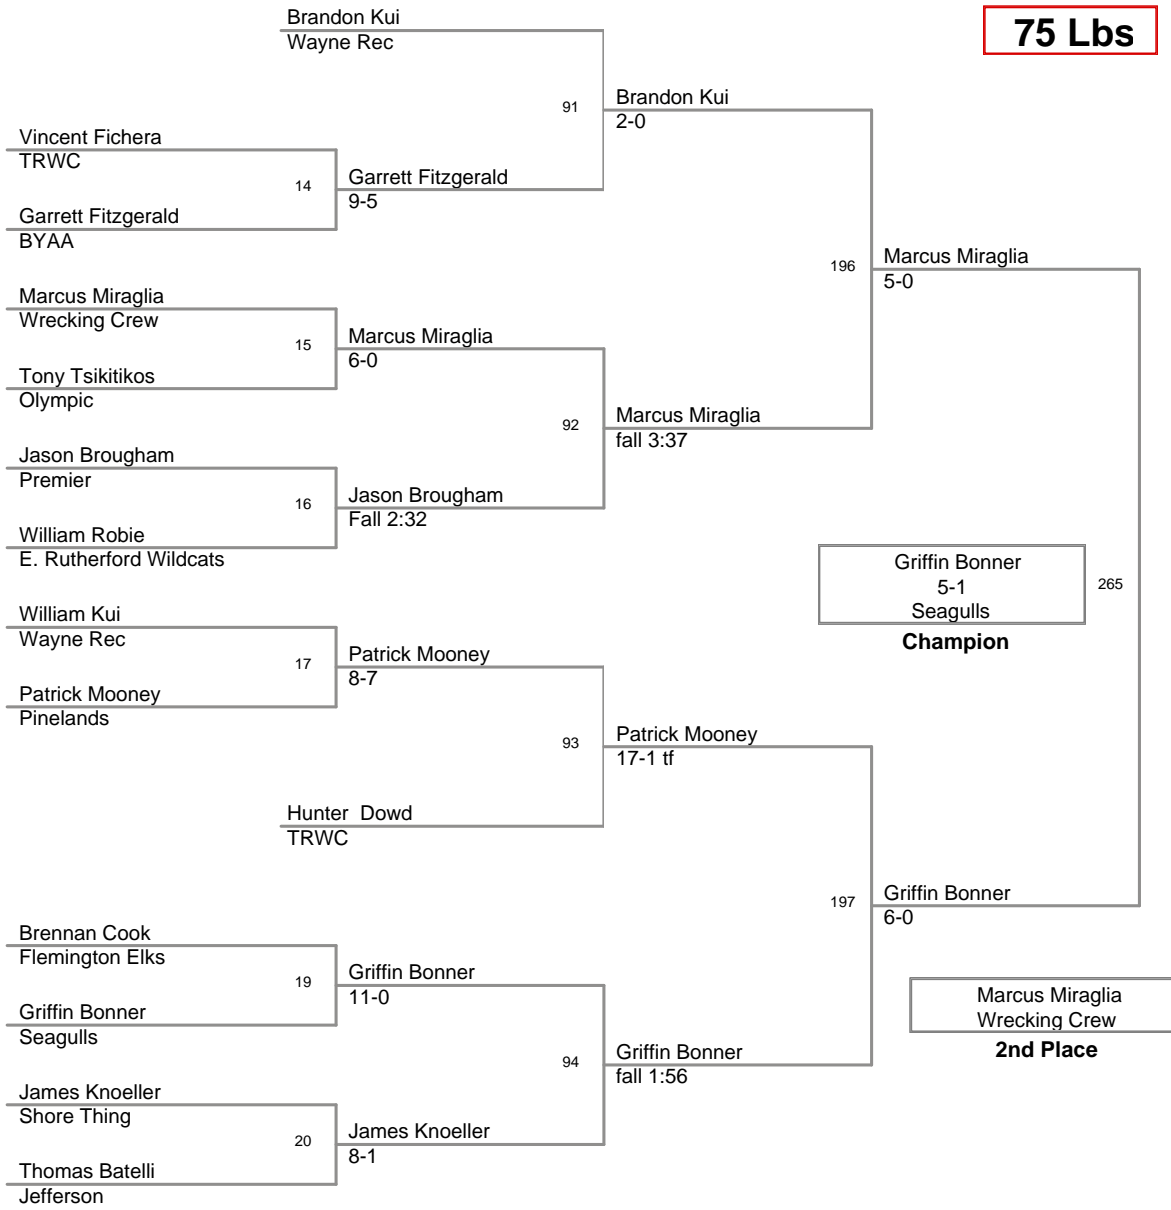 Brandon Kui
Wayne Rec
75 Lbs
91
Brandon Kui
2-0
Vincent Fichera
TRWC
14
Garrett Fitzgerald
9-5
Garrett Fitzgerald
BYAA
196
Marcus Miraglia
5-0
Marcus Miraglia
Wrecking Crew
15
Marcus Miraglia
6-0
Tony Tsikitikos
Olympic
92
Marcus Miraglia
fall 3:37
Jason Brougham
Premier
16
Jason Brougham
Fall 2:32
William Robie
E. Rutherford Wildcats
Griffin Bonner
5-1
Seagulls
265
Champion
William Kui
Wayne Rec
17
Patrick Mooney
8-7
Patrick Mooney
Pinelands
93
Patrick Mooney
17-1 tf
Hunter  Dowd
TRWC
197
Griffin Bonner
6-0
Brennan Cook
Flemington Elks
19
Griffin Bonner
11-0
Griffin Bonner
Seagulls
Marcus Miraglia
Wrecking Crew
2nd Place
94
Griffin Bonner
fall 1:56
James Knoeller
Shore Thing
20
James Knoeller
8-1
Thomas Batelli
Jefferson